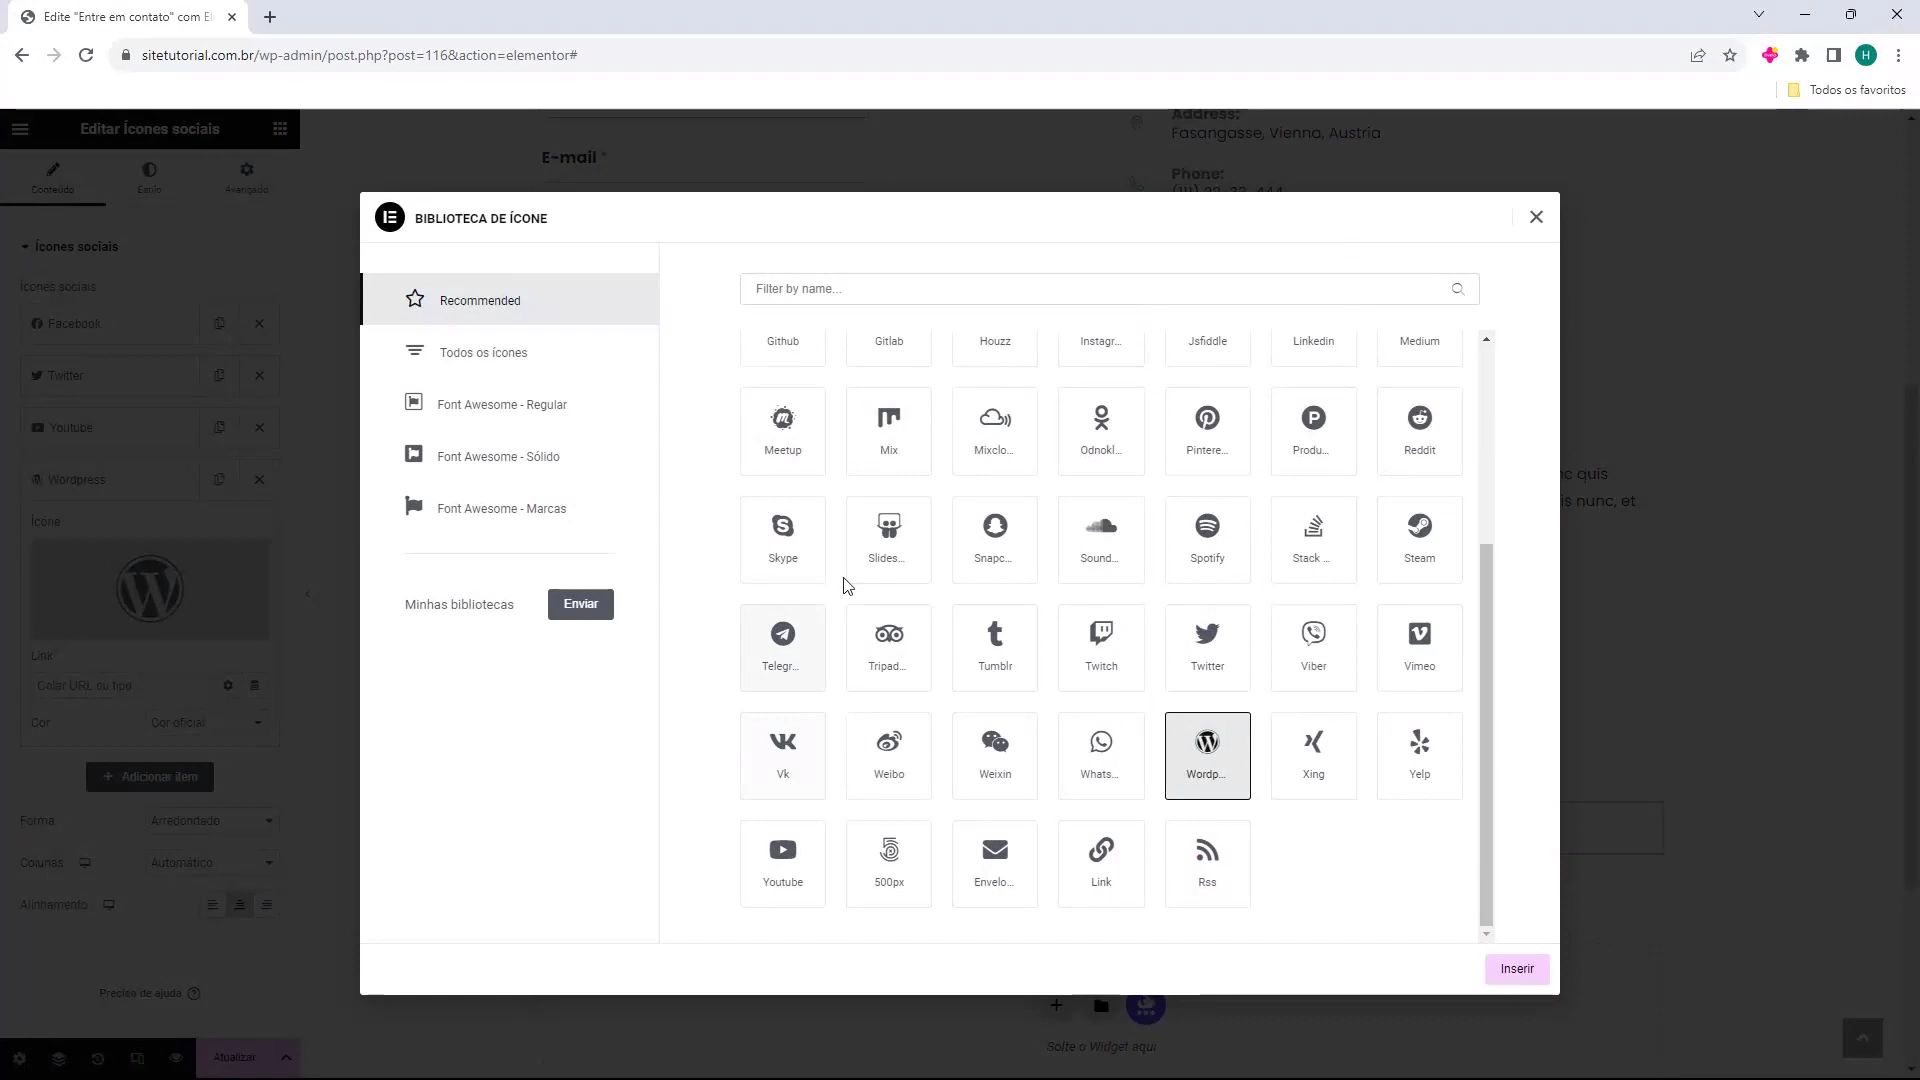 Edite "Entre em contato" com El
sitetutorial.com.br/wp-admin/post.php?post=116&action=elementor#
H
Todos os favoritos
Editar Ícones sociais
Conteúdo
Estilo
Avançado
Ícones sociais
Ícones sociais
Facebook
Twitter
Youtube
Wordpress
Ícone
Link
Colar URL ou tipo
Cor
Cor oficial
Adicionar item
Forma
Arredondado
Colunas
Automático
Alinhamento
Precisa de ajuda
Atualizar
E-mail *
Address:
Fasangasse, Vienna, Austria
Phone:
(111) 22-33-444
BIBLIOTECA DE ÍCONE
Recommended
Todos os ícones
Font Awesome - Regular
Font Awesome - Sólido
Font Awesome - Marcas
Minhas bibliotecas
Enviar
Filter by name...
Github
Gitlab
Houzz
Instagr...
Jsfiddle
Linkedin
Medium
Meetup
Mix
Mixclo...
Odnokl...
Pintere...
Produ...
Reddit
Skype
Slides...
Snapc...
Sound...
Spotify
Stack ...
Steam
Telegr...
Tripad...
Tumblr
Twitch
Twitter
Viber
Vimeo
Vk
Weibo
Weixin
Whats...
Wordp...
Xing
Yelp
Youtube
500px
Envelo...
Link
Rss
Inserir
nc quis
is nunc, et
Solte o Widget aqui